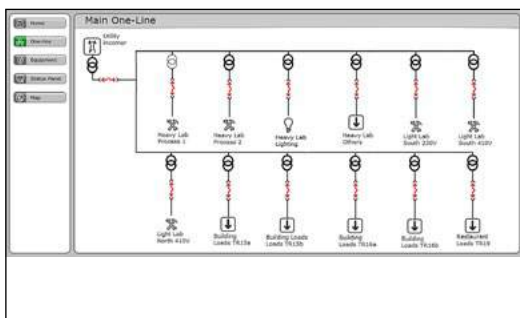 Main One-Line
Home
One-line
Equipment
Status Panel
Map
Utility
Incomer
Heavy Lab
Process 1
Heavy Lab
Process 2
Heavy Lab
Lighting
Heavy Lab
Others
Light Lab
South 230V
Light Lab
South 410V
Light Lab
North 410V
Building
Loads TR15a
Building Loads
Loads TR15b
Building
Loads TR16a
Building
Loads TR16b
Restaurant
Loads TR19